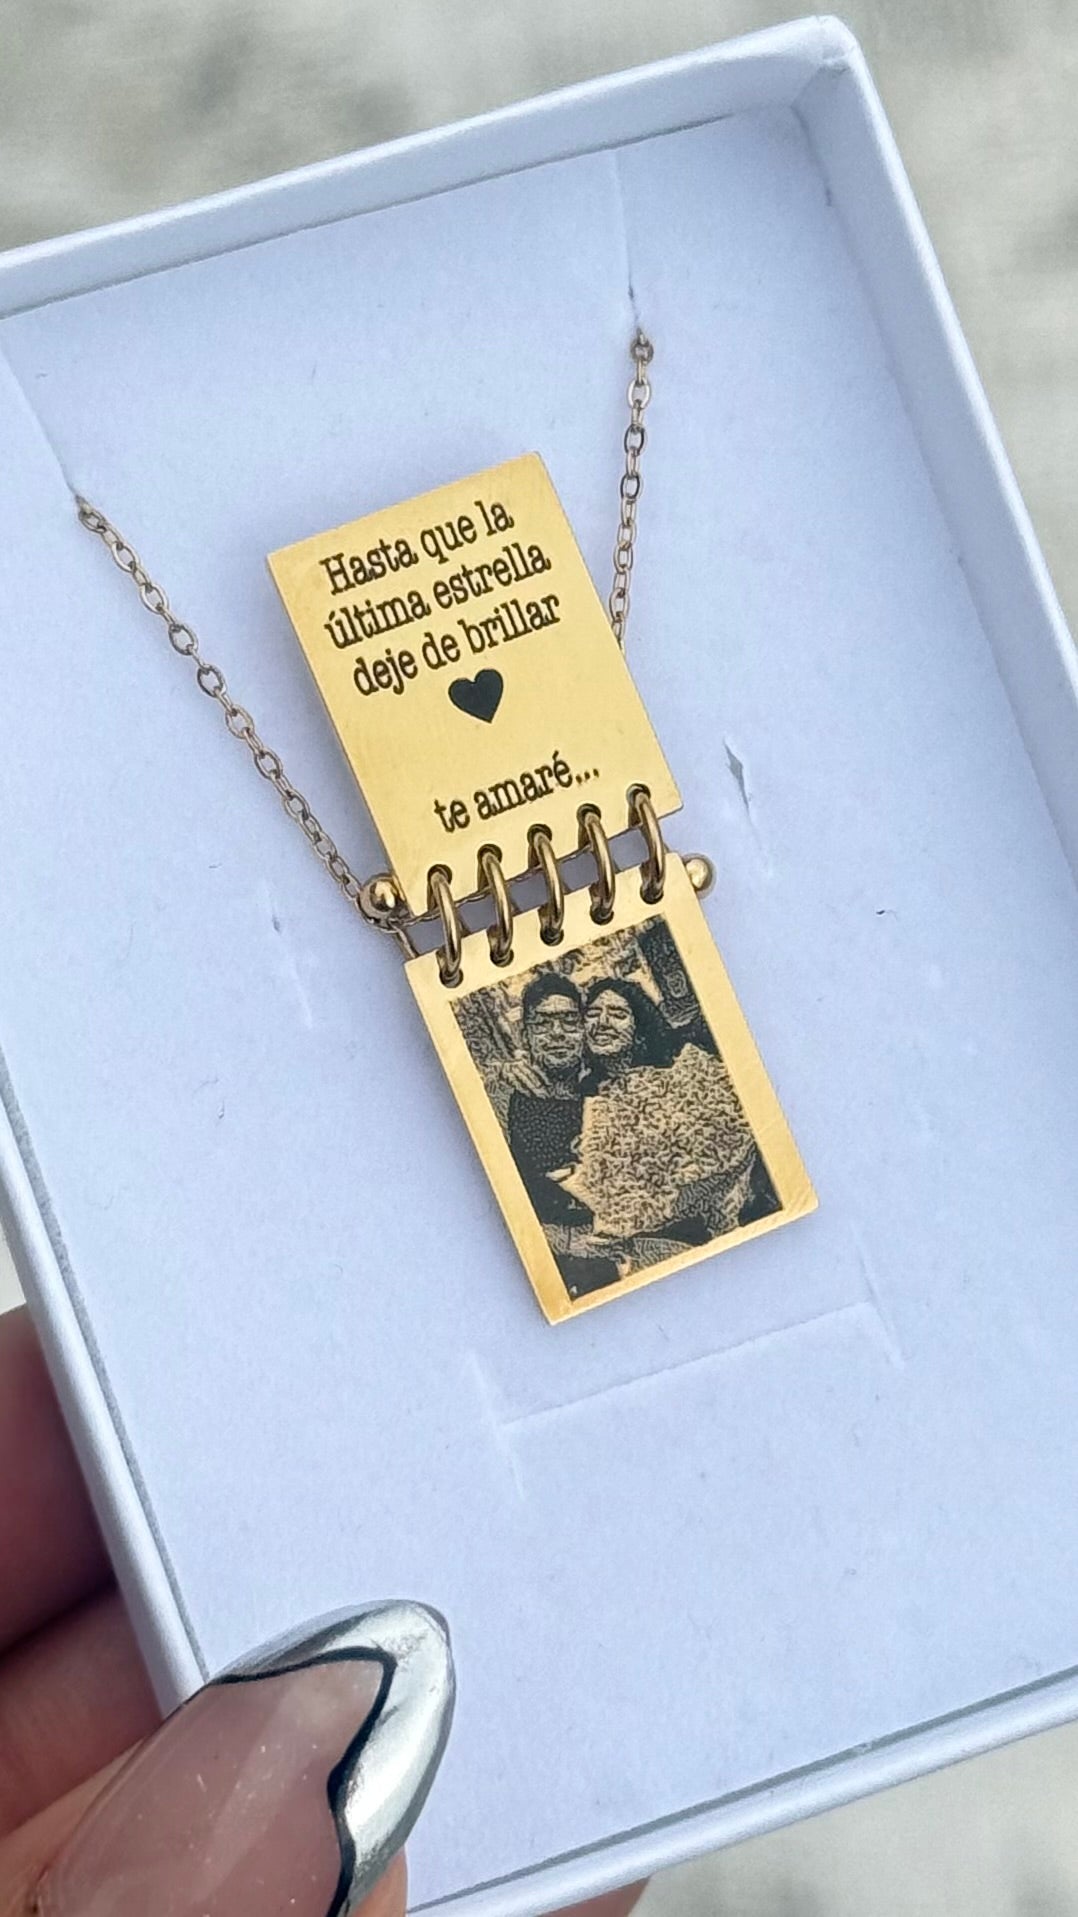 Hasta que la
última estrella
deje de brillar
te amaré...